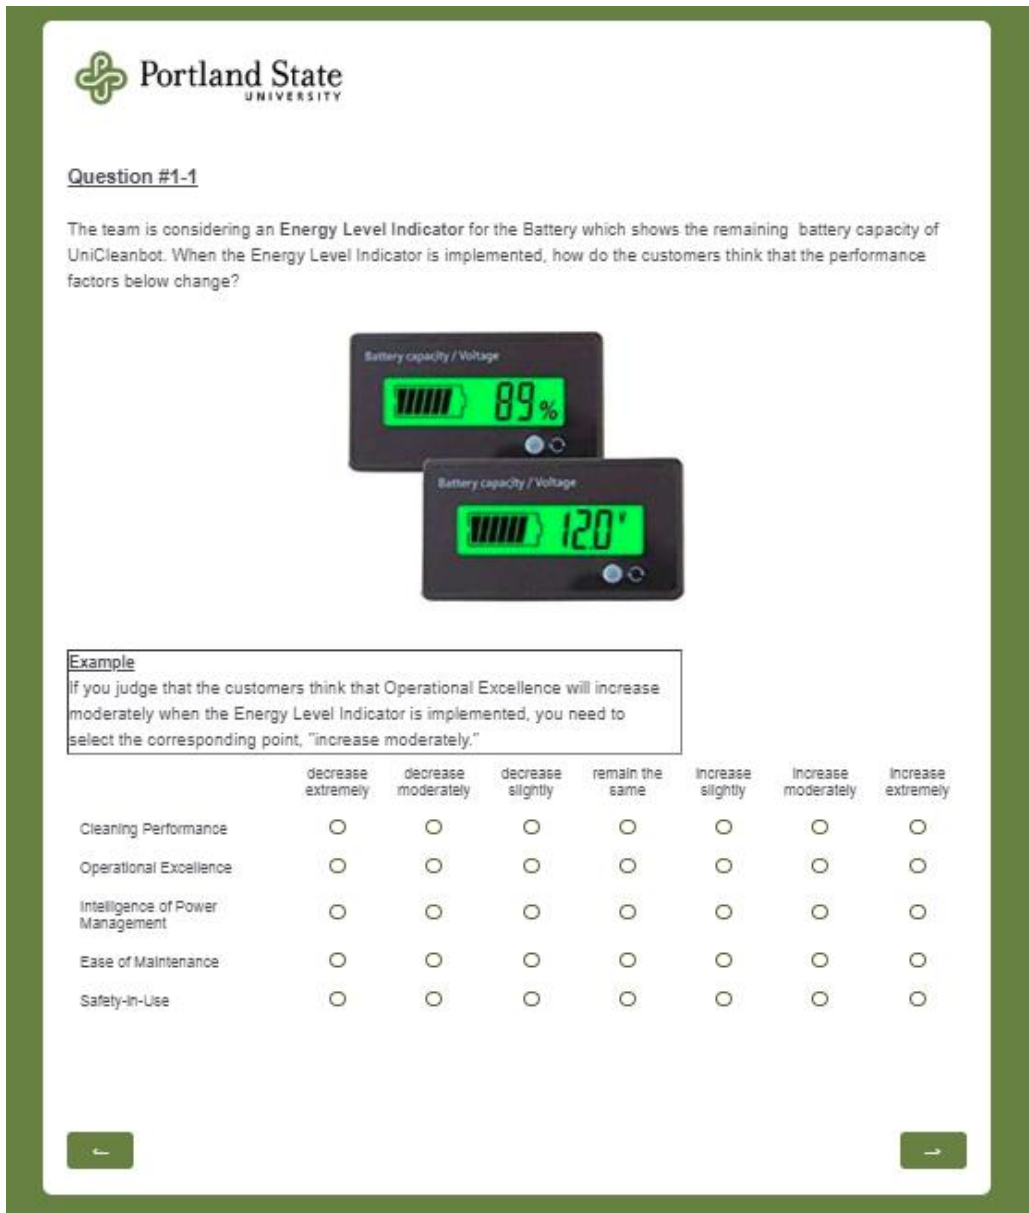 Portland State
UNIVERSITY
Question #1-1
The team is considering an Energy Level Indicator for the Battery which shows the remaining battery capacity of
UniCleanbot. When the Energy Level Indicator is implemented, how do the customers think that the performance
factors below change?
Battery capacity / Voltage
89%
Battery capacity / Voltage
12.0 V
Example
If you judge that the customers think that Operational Excellence will increase
moderately when the Energy Level Indicator is implemented, you need to
select the corresponding point, "increase moderately."
decrease extremely decrease moderately decrease slightly remain the same increase slightly increase moderately increase extremely
Cleaning Performance
Operational Excellence
Intelligence of Power
Management
Ease of Maintenance
Safety-In-Use